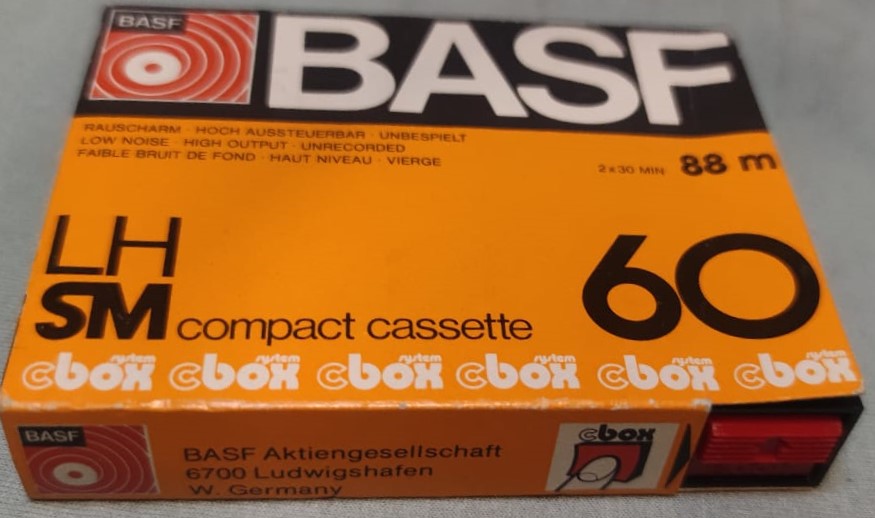 BASF
BASF
RAUSCHARM · HOCH AUSSTEUERBAR · UNBESPIELT
LOW NOISE · HIGH OUTPUT · UNRECORDED
FAIBLE BRUIT DE FOND · HAUT NIVEAU · VIERGE
2x30 MIN 88 m
LH
SM compact cassette 60
cbox system cbox system cbox system cbox system cbox system cbox system
BASF
BASF Aktiengesellschaft
6700 Ludwigshafen
W. Germany
cbox